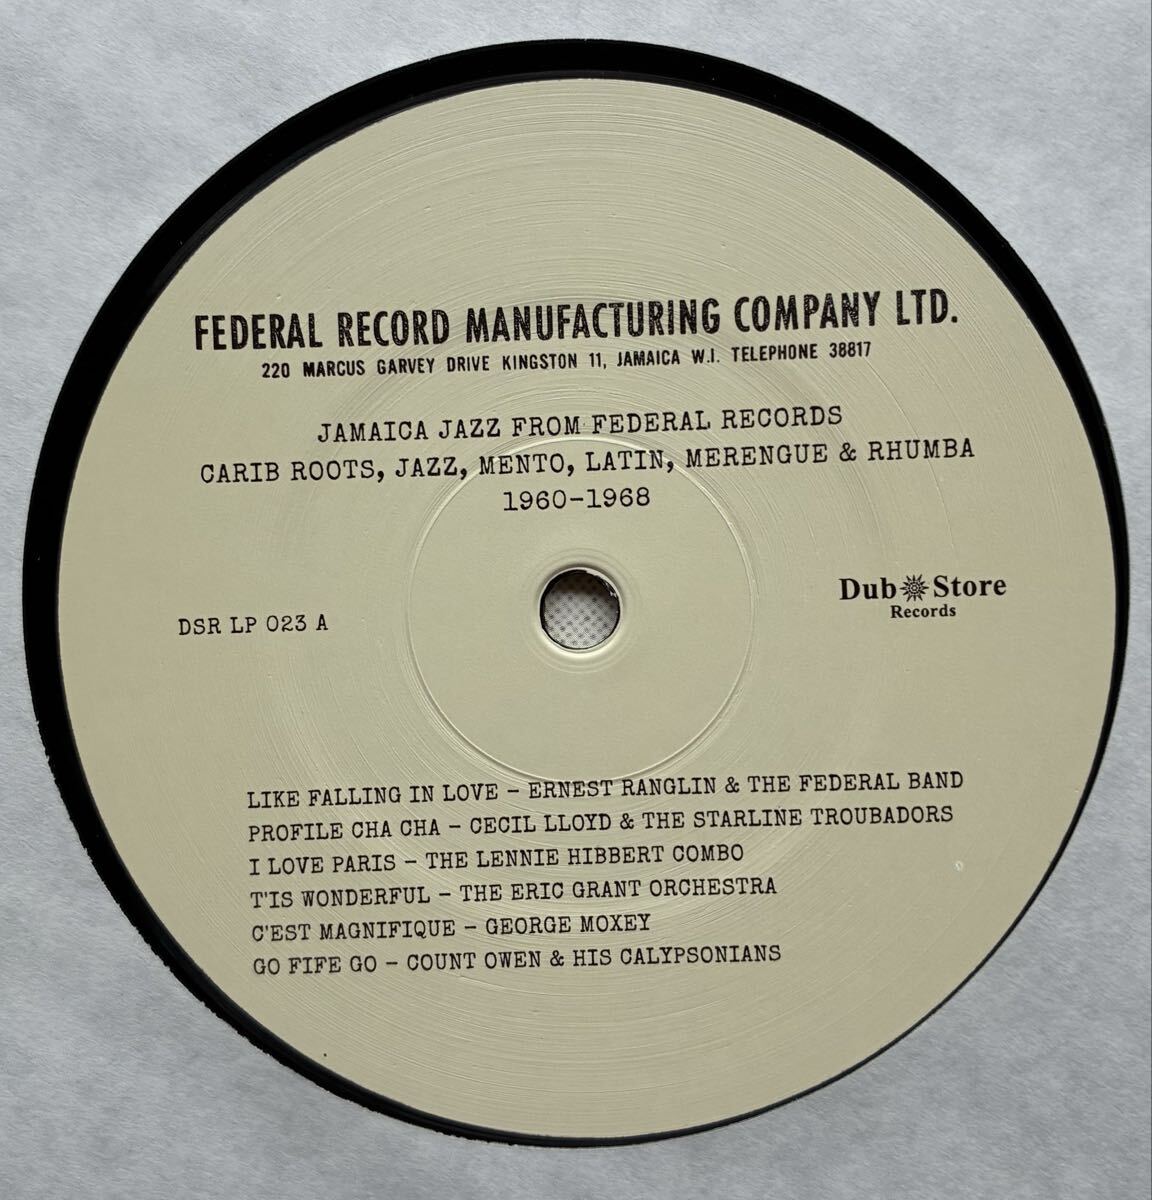 FEDERAL RECORD MANUFACTURING COMPANY LTD.
220 MARCUS GARVEY DRIVE KINGSTON 11, JAMAICA W.I. TELEPHONE 38817
JAMAICA JAZZ FROM FEDERAL RECORDS
CARIB ROOTS, JAZZ, MENTO, LATIN, MERENGUE & RHUMBA
1960-1968
Dub Store
Records
DSR LP 023 A
LIKE FALLING IN LOVE - ERNEST RANGLIN & THE FEDERAL BAND
PROFILE CHA CHA - CECIL LLOYD & THE STARLINE TROUBADORS
I LOVE PARIS - THE LENNIE HIBBERT COMBO
T'IS WONDERFUL - THE ERIC GRANT ORCHESTRA
C'EST MAGNIFIQUE - GEORGE MOXEY
GO FIFE GO - COUNT OWEN & HIS CALYPSONIANS